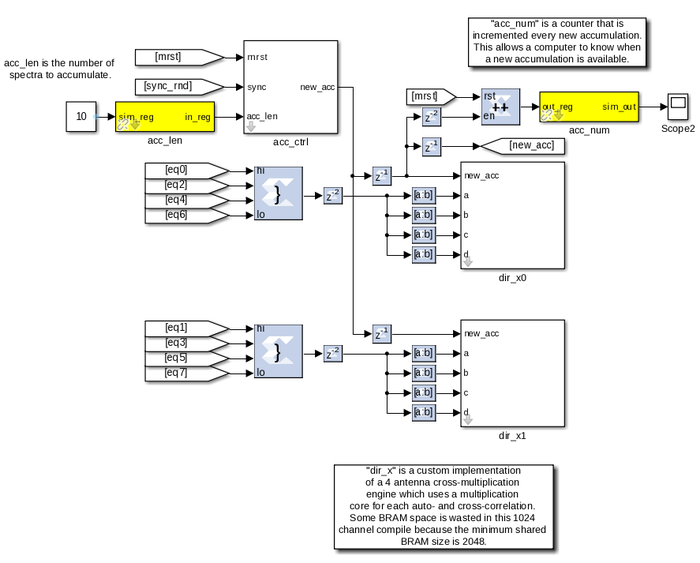 "acc_num" is a counter that is
incremented every new accumulation.
This allows a computer to know when
a new accumulation is available.
acc_len is the number of
spectra to accumulate.
[mrst]
[sync_rnd]
10
sim_reg
in_reg
acc_len
mrst
sync
acc_len
new_acc
acc_ctrl
[mrst]
rst
en
++
z-2
out_reg
sim_out
acc_num
Scope2
z-1
[new_acc]
[eq0]
[eq2]
[eq4]
[eq6]
hi
lo
}
z-2
z-1
[a:b]
[a:b]
[a:b]
[a:b]
new_acc
a
b
c
d
dir_x0
[eq1]
[eq3]
[eq5]
[eq7]
hi
lo
}
z-2
z-1
[a:b]
[a:b]
[a:b]
[a:b]
new_acc
a
b
c
d
dir_x1
"dir_x" is a custom implementation
of a 4 antenna cross-multiplication
engine which uses a multiplication
core for each auto- and cross-correlation.
Some BRAM space is wasted in this 1024
channel compile because the minimum shared
BRAM size is 2048.